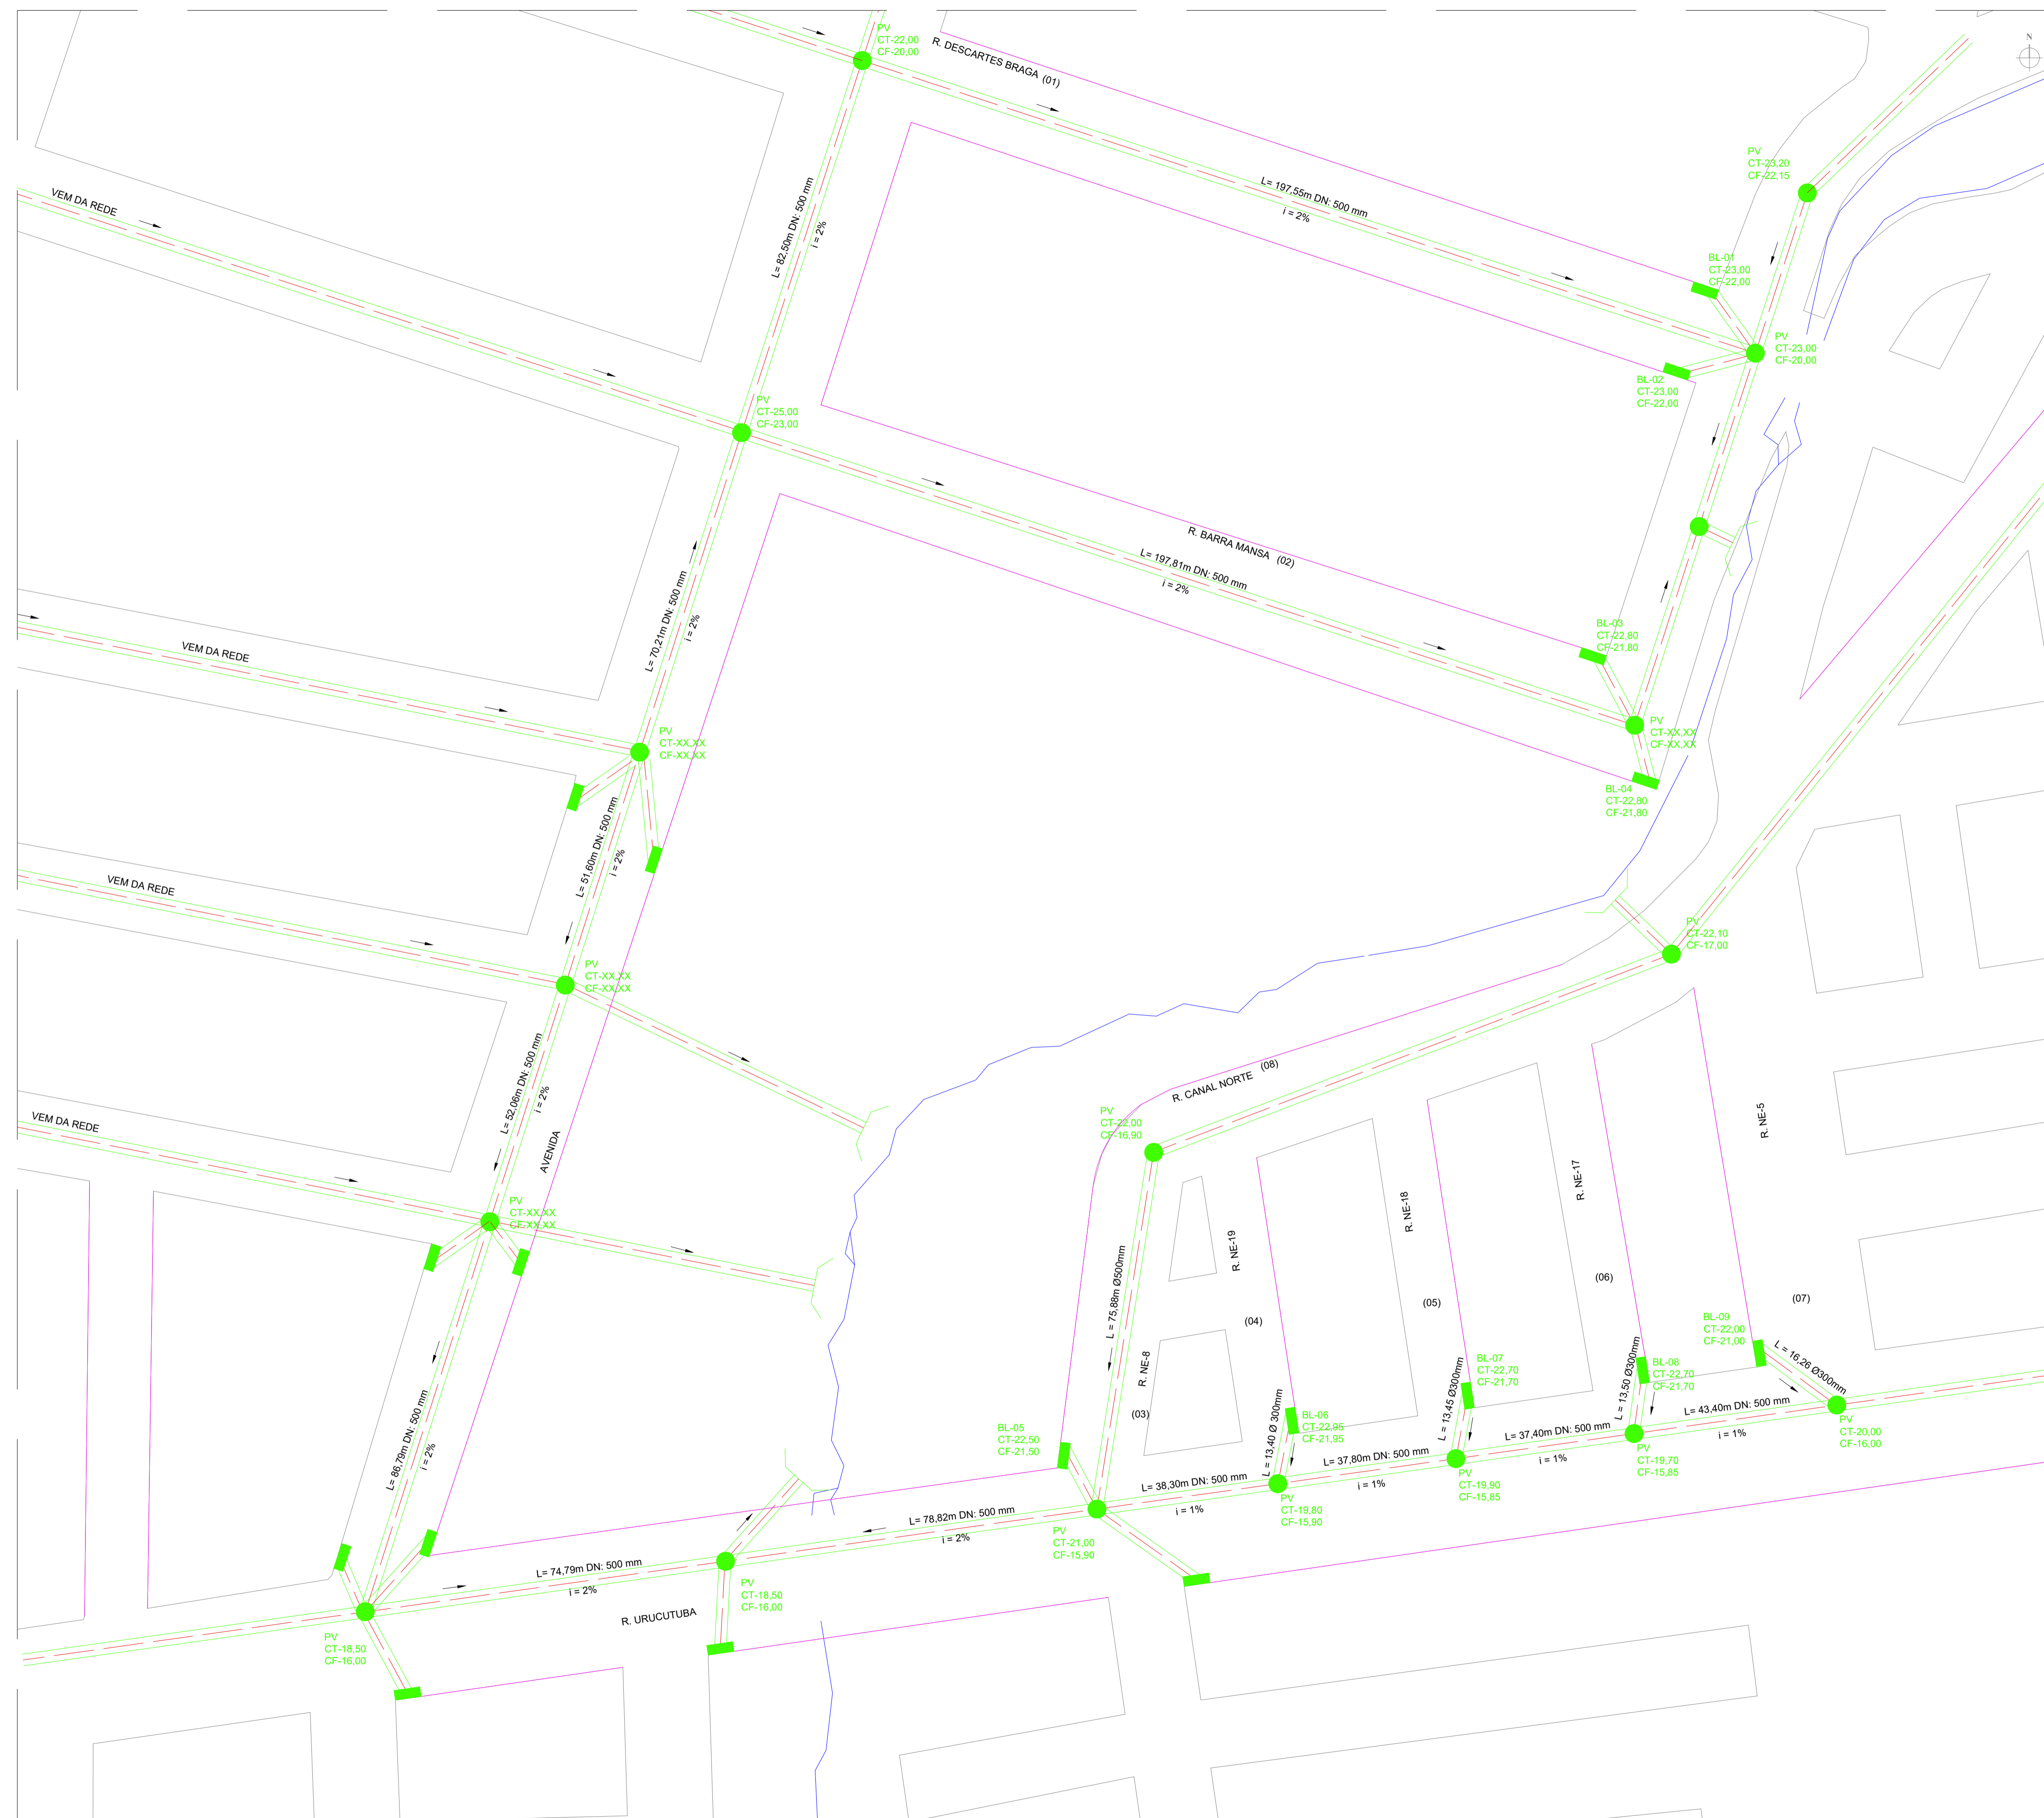 PV
CT-22,00
CF-20,00
R. DESCARTES BRAGA (01)
N
PV
CT-23,20
CF-22,15
VEM DA REDE
L= 82,50m DN: 500 mm
i = 2%
L= 197,55m DN: 500 mm
i = 2%
BL-01
CT-23,00
CF-22,00
PV
CT-23,00
CF-20,00
BL-02
CT-23,00
CF-22,00
PV
CT-25,00
CF-23,00
R. BARRA MANSA (02)
L= 197,81m DN: 500 mm
i = 2%
VEM DA REDE
L= 70,21m DN: 500 mm
i = 2%
BL-03
CT-22,80
CF-21,80
PV
CT-XX,XX
CF-XX,XX
PV
CT-XX,XX
CF-XX,XX
BL-04
CT-22,80
CF-21,80
L= 51,60m DN: 500 mm
i = 2%
VEM DA REDE
PV
CT-22,10
CF-17,00
PV
CT-XX,XX
CF-XX,XX
L= 52,06m DN: 500 mm
i = 2%
R. CANAL NORTE (08)
PV
CT-22,00
CF-16,90
VEM DA REDE
AVENIDA
R. NE-5
R. NE-17
R. NE-18
R. NE-19
PV
CT-XX,XX
CF-XX,XX
L = 75,88m Ø500mm
(06)
(07)
(05)
(04)
R. NE-8
(03)
BL-09
CT-22,00
CF-21,00
L = 16,26 Ø300mm
BL-08
CT-22,70
CF-21,70
L = 13,50 Ø300mm
BL-07
CT-22,70
CF-21,70
L = 13,45 Ø300mm
BL-06
CT-22,95
CF-21,95
L = 13,40 Ø 300mm
BL-05
CT-22,50
CF-21,50
L= 86,79m DN: 500 mm
i = 2%
L= 43,40m DN: 500 mm
i = 1%
PV
CT-20,00
CF-16,00
L= 37,40m DN: 500 mm
i = 1%
PV
CT-19,70
CF-15,85
L= 37,80m DN: 500 mm
i = 1%
PV
CT-19,90
CF-15,85
L= 38,30m DN: 500 mm
i = 1%
PV
CT-19,80
CF-15,90
L= 78,82m DN: 500 mm
i = 2%
PV
CT-21,00
CF-15,90
L= 74,79m DN: 500 mm
i = 2%
PV
CT-18,50
CF-16,00
R. URUCUTUBA
PV
CT-18,50
CF-16,00